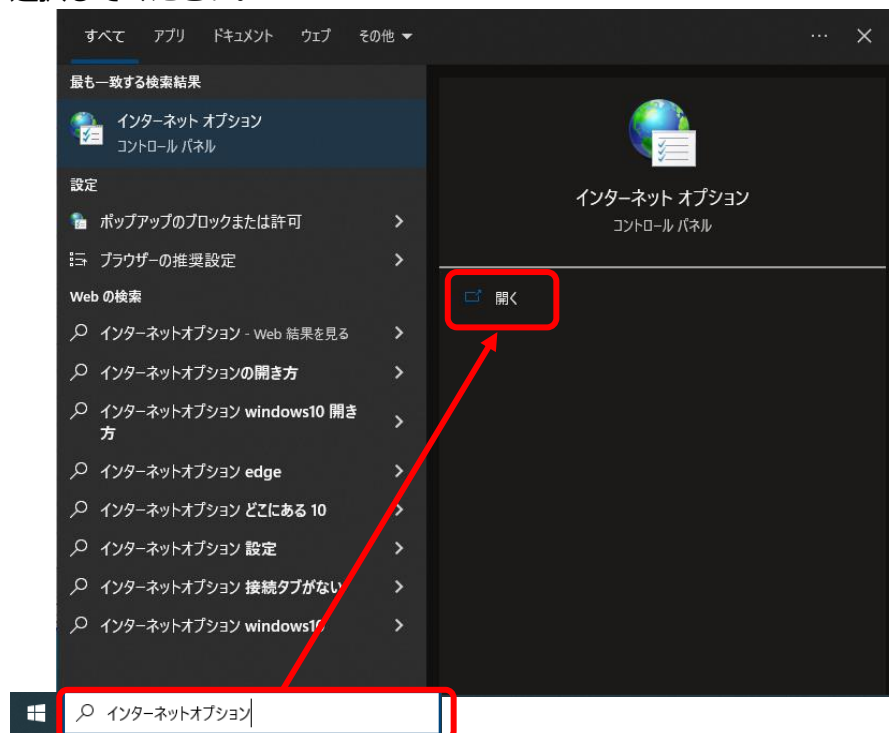 すべて アプリ ドキュメント ウェブ その他 ▼ … ×
最も一致する検索結果
インターネット オプション
コントロール パネル
設定
ポップアップのブロックまたは許可
ブラウザーの推奨設定
Web の検索
インターネットオプション - Web 結果を見る
インターネットオプションの開き方
インターネットオプション windows10 開き
方
インターネットオプション edge
インターネットオプション どこにある 10
インターネットオプション 設定
インターネットオプション 接続タブがない
インターネットオプション windows10
インターネット オプション
コントロール パネル
開く
インターネットオプション